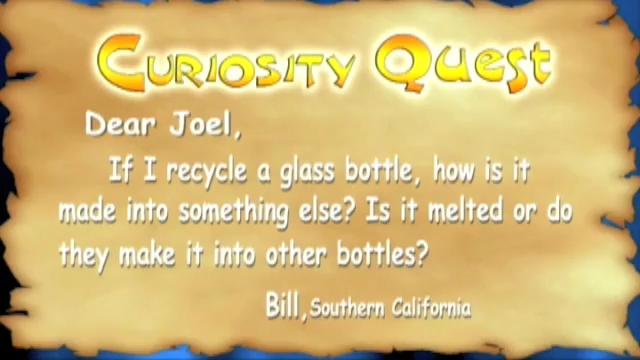 Curiosity Quest
Dear Joel,
If I recycle a glass bottle, how is it
made into something else? Is it melted or do
they make it into other bottles?
Bill, Southern California